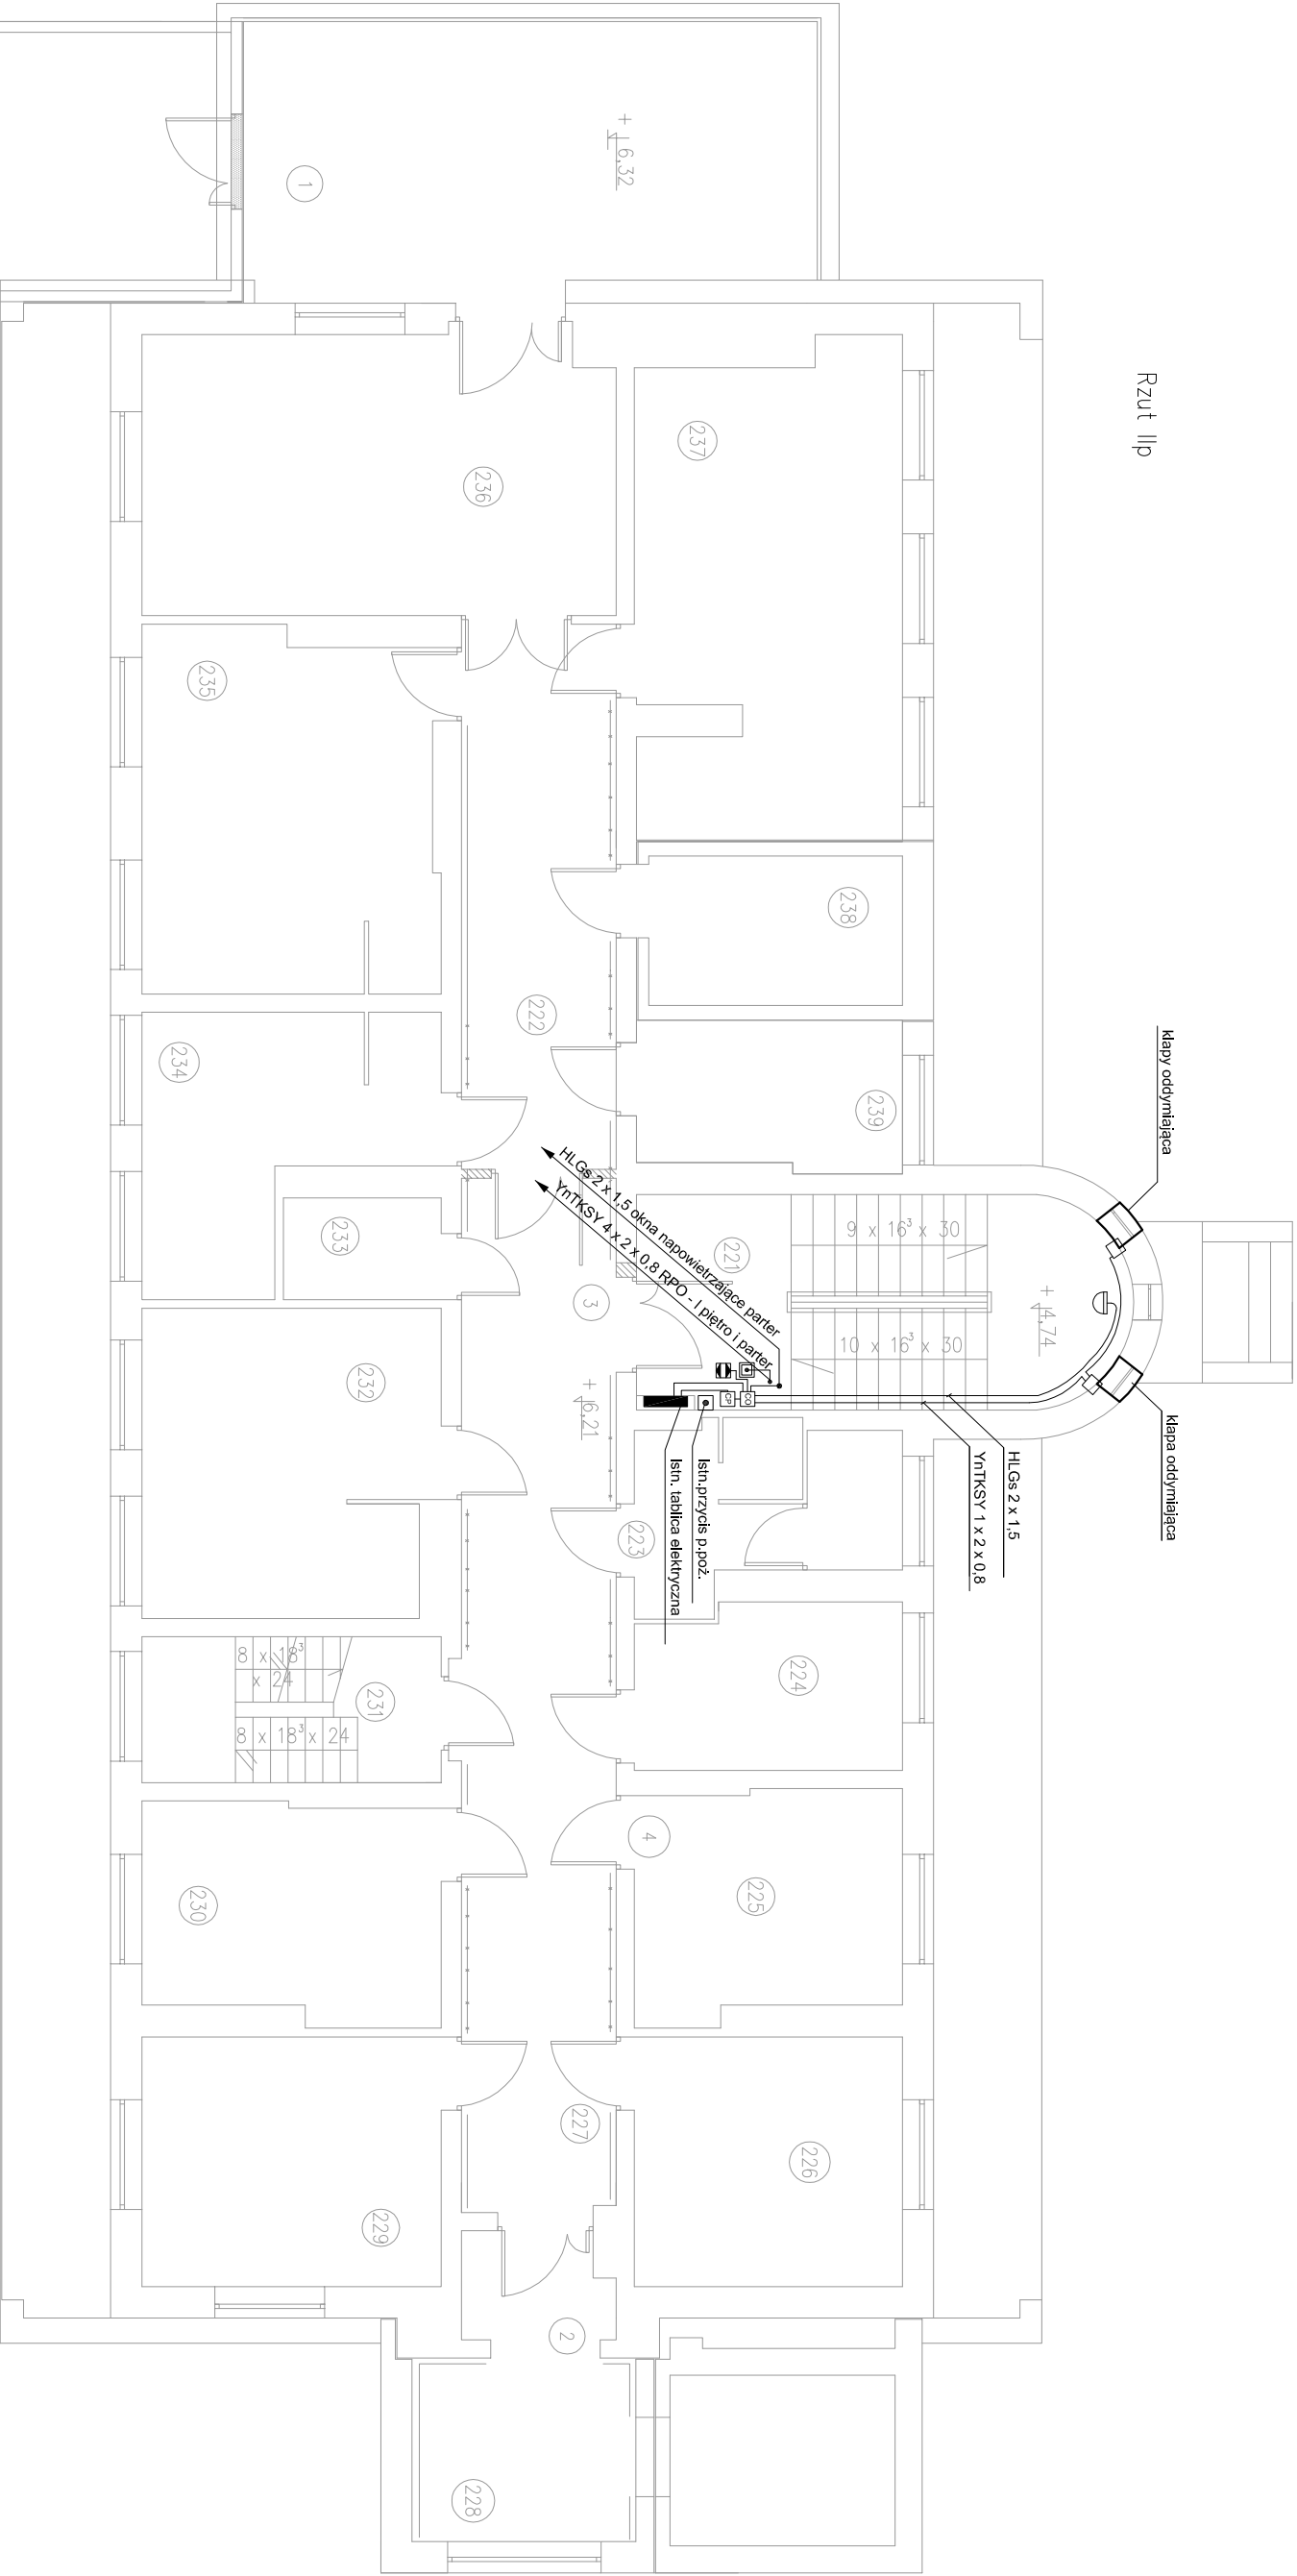 Rzut IIp
klapy oddymiająca
klapa oddymiająca
HLGs 2 x 1,5
YnTKSY 1 x 2 x 0,8
+ 4,74
9 x 16³ x 30
10 x 16³ x 30
HLGs 2 x 1,5 okna napowietrzające parter
YnTKSY 4 x 2 x 0,8 RPO - I piętro i parter
CO
CP
Istn.przycis p.poż.
Istn. tablica elektryczna
+ 6,32
+ 6,21
1
2
3
4
221
222
223
224
225
226
227
228
229
230
231
232
233
234
235
236
237
238
239
8 x 18³
x 24
8 x 18³ x 24